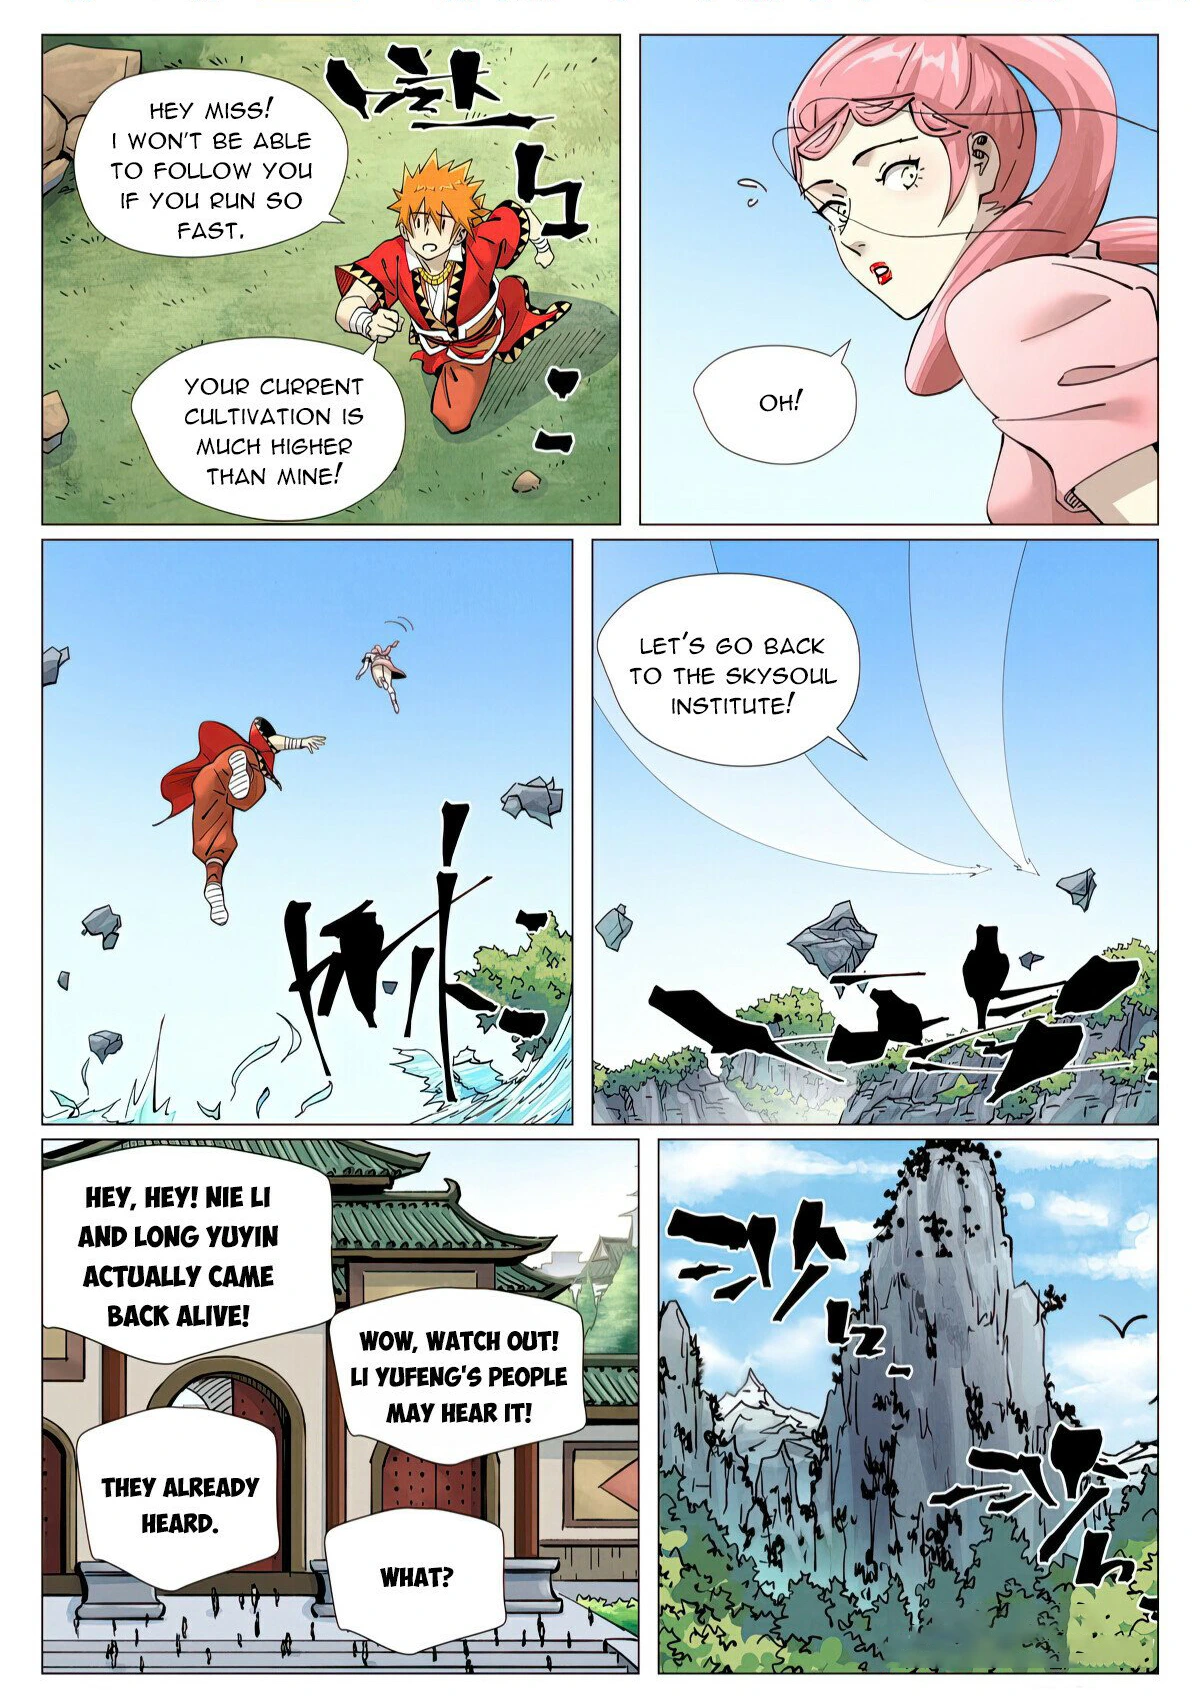 HEY MISS!
I WON'T BE ABLE
TO FOLLOW YOU
IF YOU RUN SO
FAST.
YOUR CURRENT
CULTIVATION IS
MUCH HIGHER
THAN MINE!
OH!
LET'S GO BACK
TO THE SKYSOUL
INSTITUTE!
HEY, HEY! NIE LI
AND LONG YUYIN
ACTUALLY CAME
BACK ALIVE!
WOW, WATCH OUT!
LI YUFENG'S PEOPLE
MAY HEAR IT!
THEY ALREADY
HEARD.
WHAT?